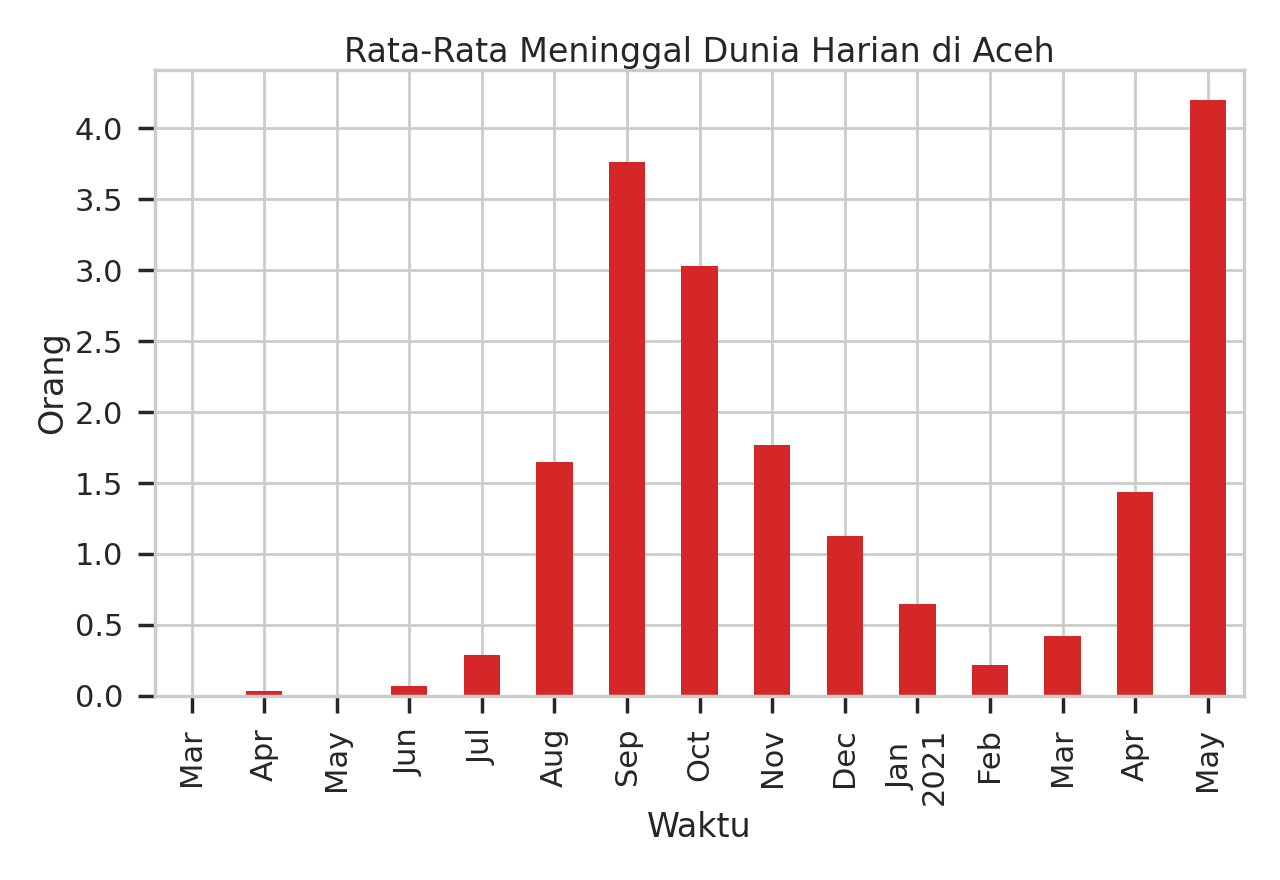 Rata-Rata Meninggal Dunia Harian di Aceh
4.0
3.5
3.0
2.5
2.0
1.5
1.0
0.5
0.0
Orang
Mar
Apr
May
Jun
Jul
Aug
Sep
Oct
Nov
Dec
Jan
2021
Feb
Mar
Apr
May
Waktu